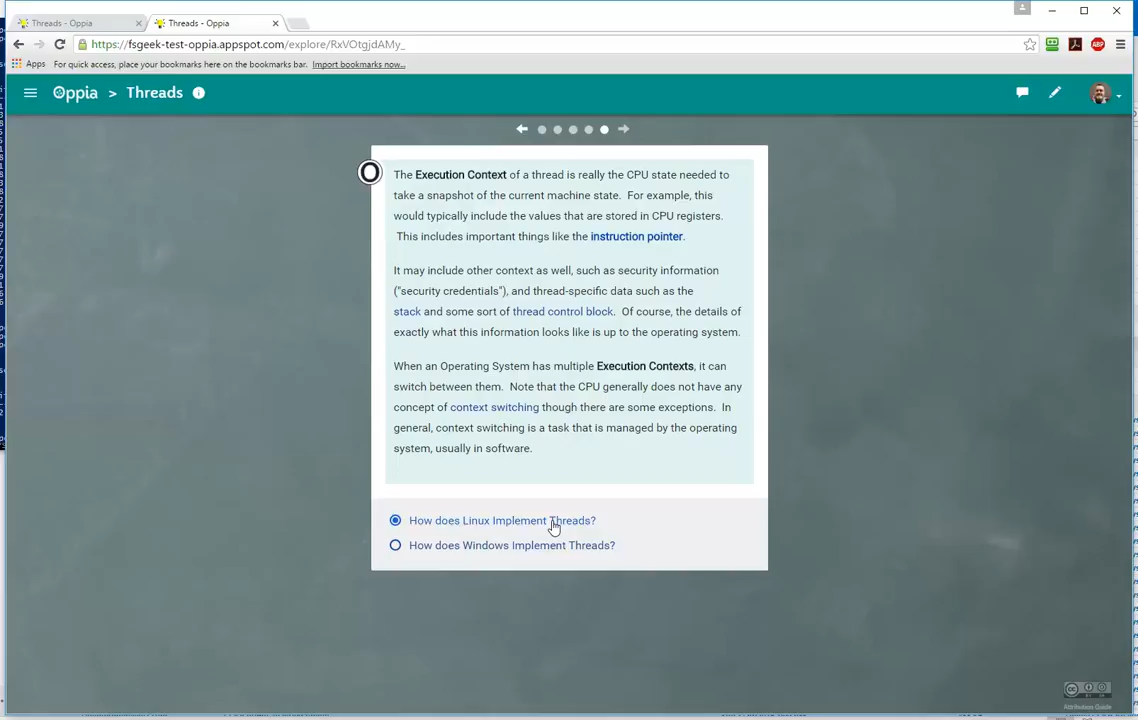 Threads - Oppia
Threads - Oppia
https://fsgeek-test-oppia.appspot.com/explore/RxVOtgjdAMy_
Apps For quick access, place your bookmarks here on the bookmarks bar. Import bookmarks now...
Oppia > Threads
The Execution Context of a thread is really the CPU state needed to
take a snapshot of the current machine state. For example, this
would typically include the values that are stored in CPU registers.
This includes important things like the instruction pointer.
It may include other context as well, such as security information
("security credentials"), and thread-specific data such as the
stack and some sort of thread control block. Of course, the details of
exactly what this information looks like is up to the operating system.
When an Operating System has multiple Execution Contexts, it can
switch between them. Note that the CPU generally does not have any
concept of context switching though there are some exceptions. In
general, context switching is a task that is managed by the operating
system, usually in software.
How does Linux Implement Threads?
How does Windows Implement Threads?
Attribution Guide